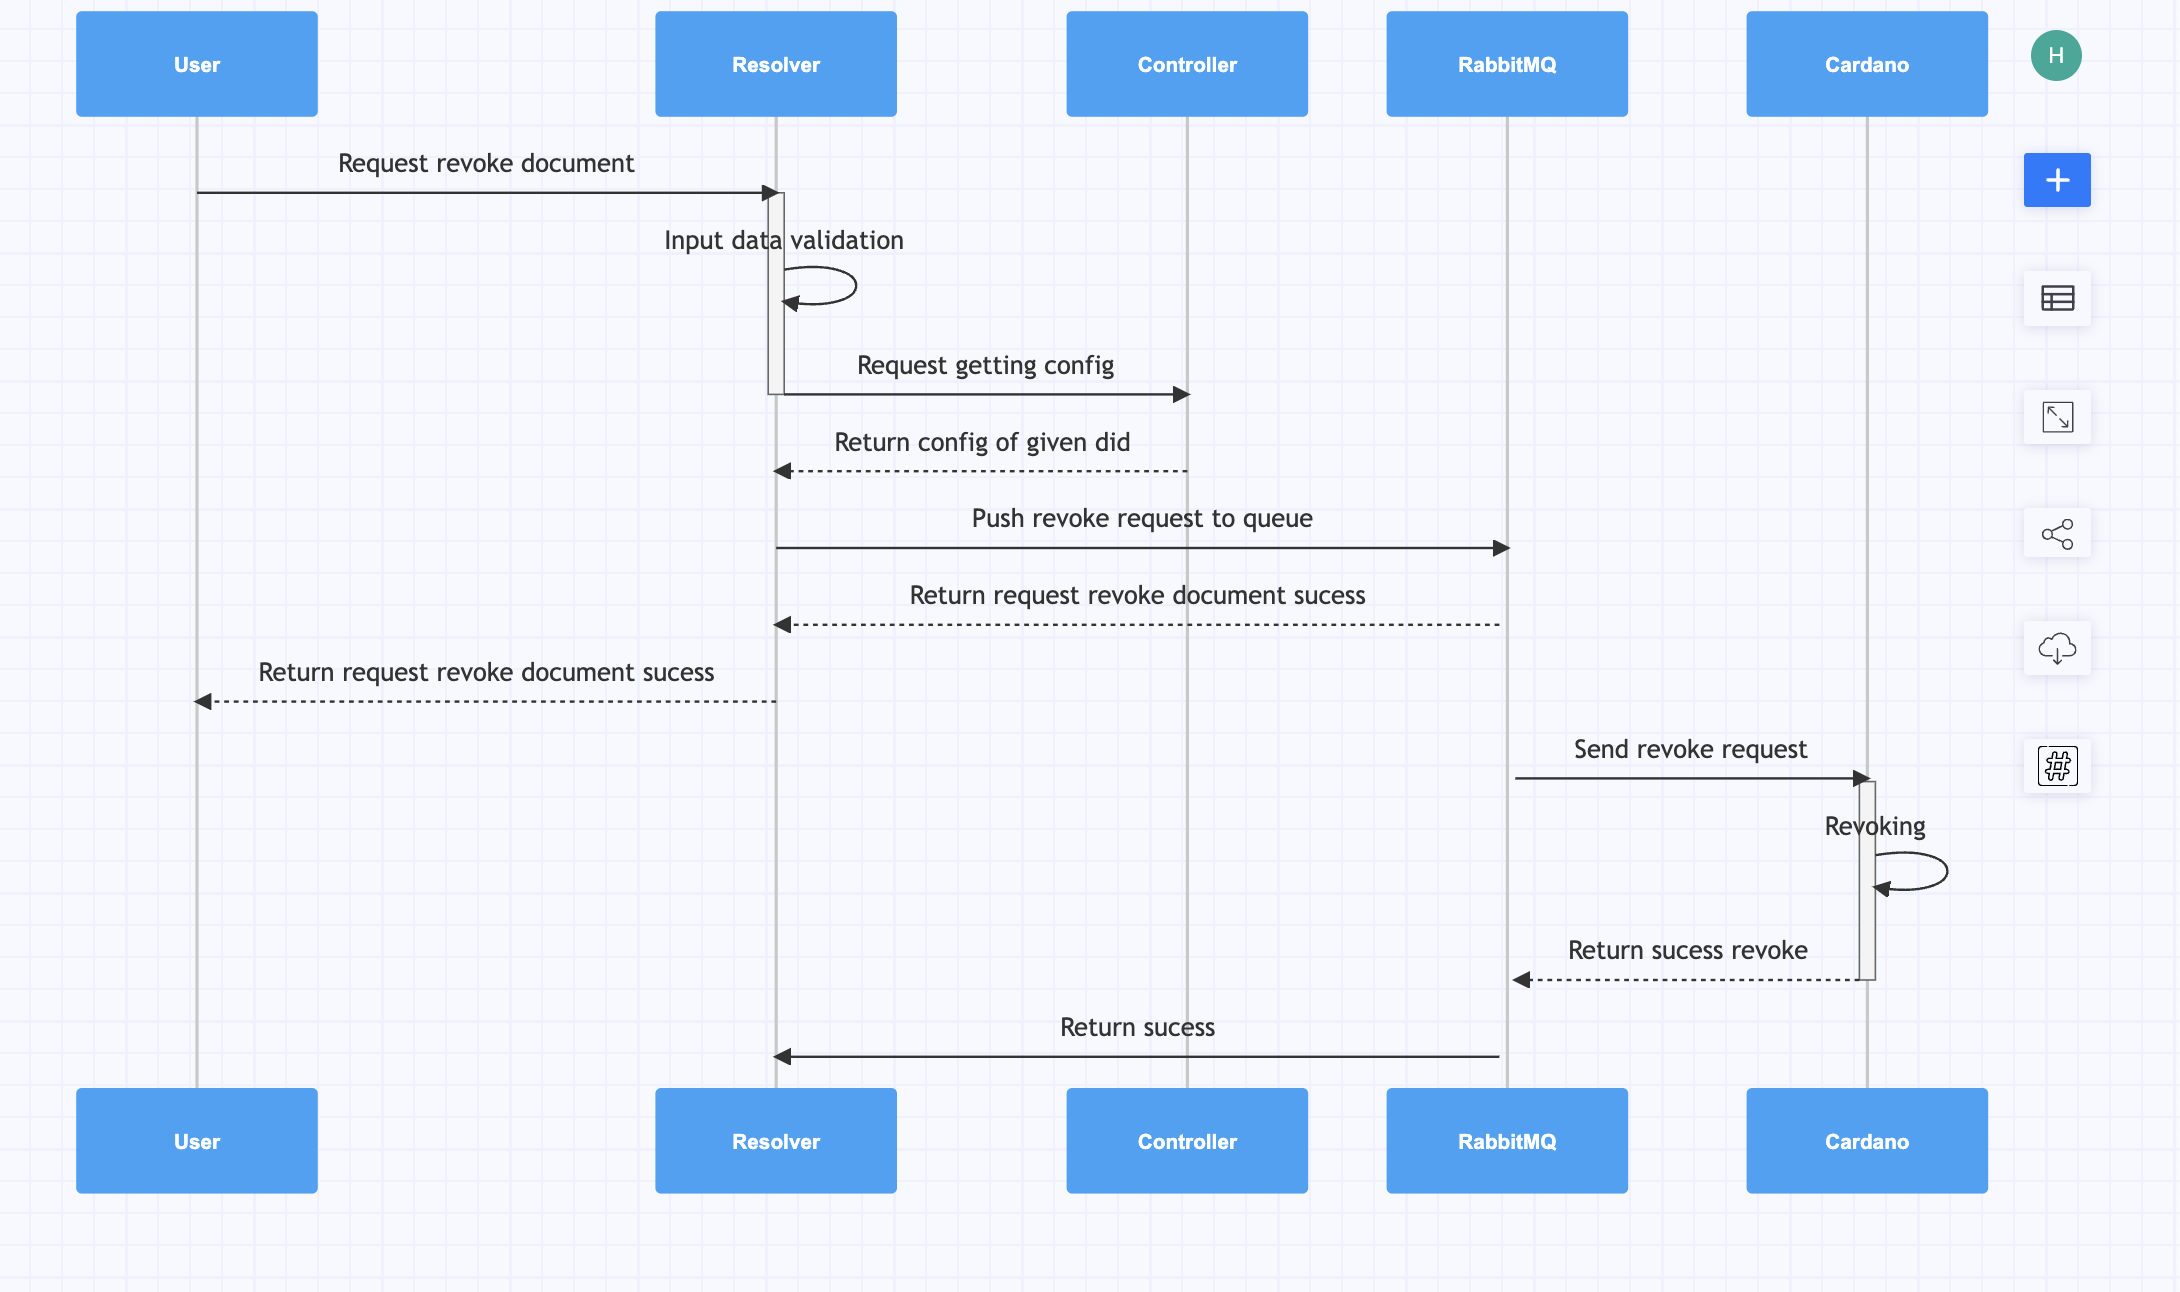 User
Resolver
Controller
RabbitMQ
Cardano
H
Request revoke document
Input data validation
Request getting config
Return config of given did
Push revoke request to queue
Return request revoke document sucess
Return request revoke document sucess
Send revoke request
Revoking
Return sucess revoke
Return sucess
User
Resolver
Controller
RabbitMQ
Cardano